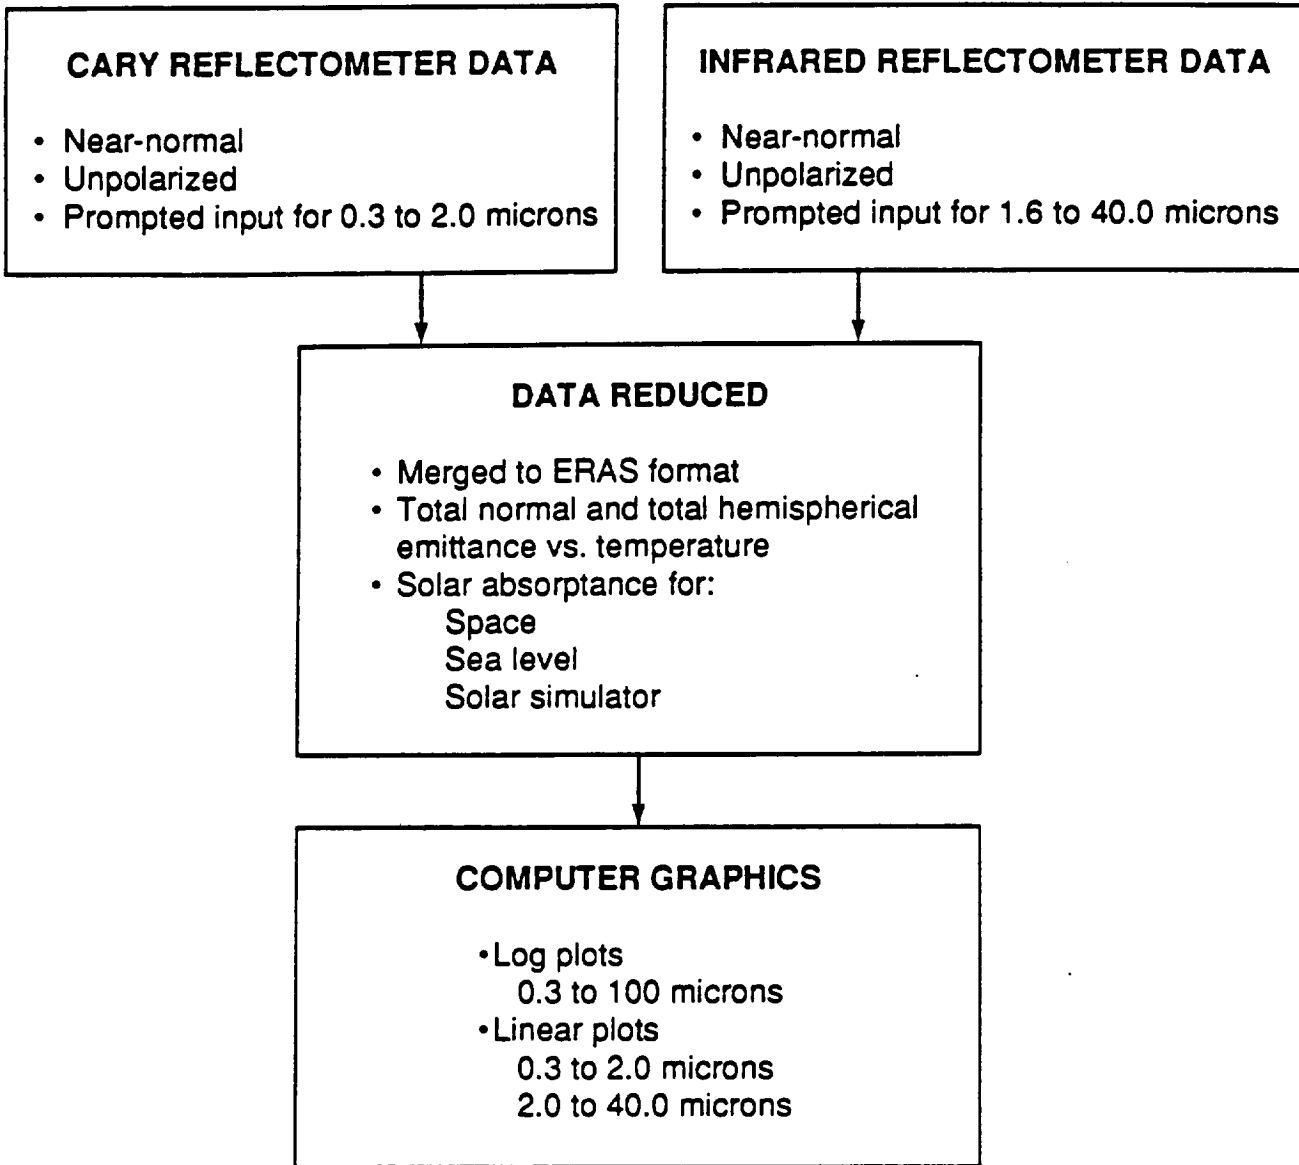 CARY REFLECTOMETER DATA
• Near-normal
• Unpolarized
• Prompted input for 0.3 to 2.0 microns
INFRARED REFLECTOMETER DATA
• Near-normal
• Unpolarized
• Prompted input for 1.6 to 40.0 microns
DATA REDUCED
• Merged to ERAS format
• Total normal and total hemispherical
emittance vs. temperature
• Solar absorptance for:
Space
Sea level
Solar simulator
COMPUTER GRAPHICS
•Log plots
0.3 to 100 microns
•Linear plots
0.3 to 2.0 microns
2.0 to 40.0 microns